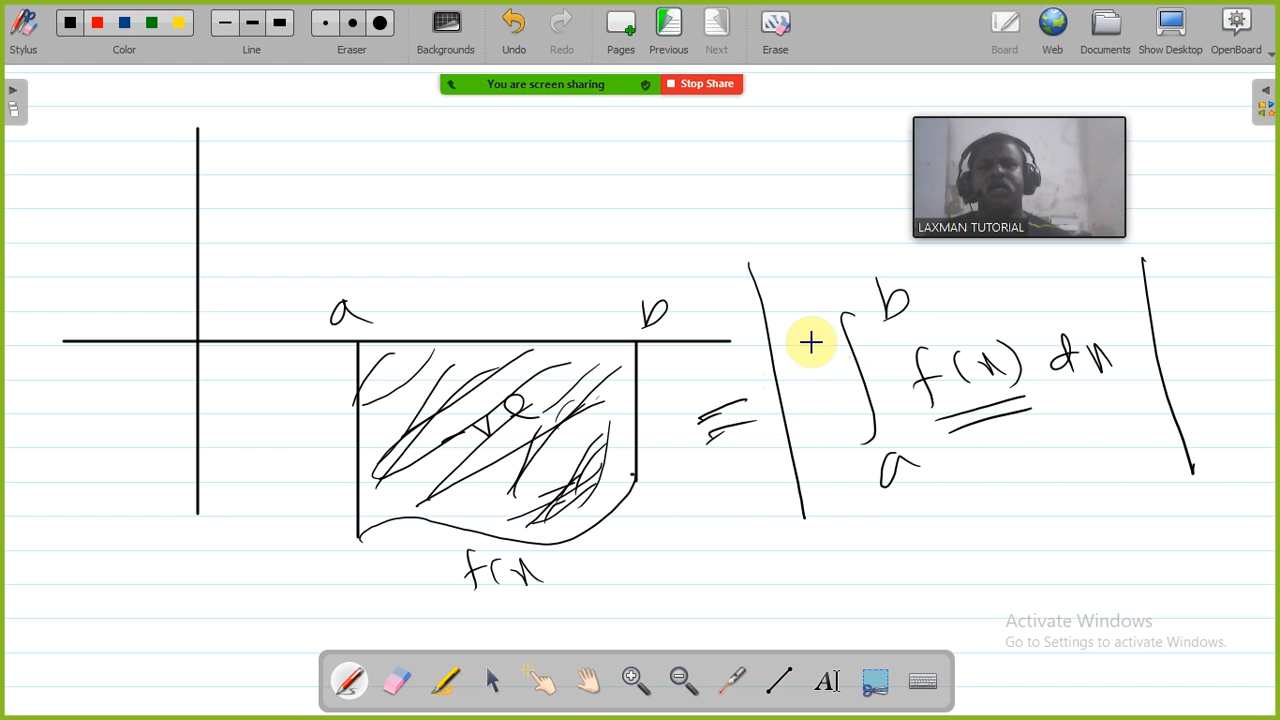 Stylus
Color
Line
Eraser
Backgrounds
Undo
Redo
Pages
Previous
Next
Erase
Board
Web
Documents
Show Desktop
OpenBoard
You are screen sharing
Stop Share
LAXMAN TUTORIAL
a
b
-ve
f(x
= | ∫
b
a
f(x) dx |
Activate Windows
Go to Settings to activate Windows.